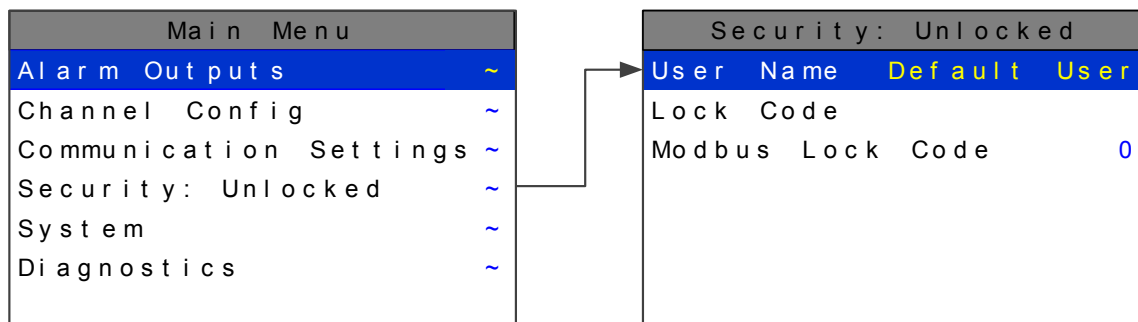 Main Menu
Alarm Outputs ~
Channel Config ~
Communication Settings ~
Security: Unlocked ~
System ~
Diagnostics ~
Security: Unlocked
User Name Default User
Lock Code
Modbus Lock Code 0